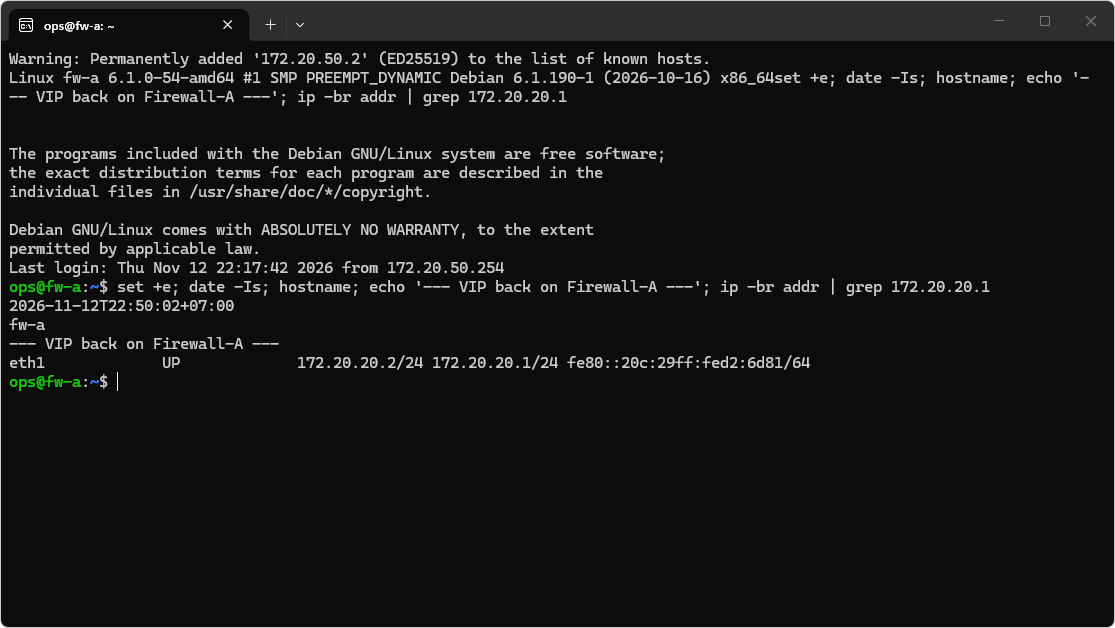 ops@fw-a: ~
Warning: Permanently added '172.20.50.2' (ED25519) to the list of known hosts.
Linux fw-a 6.1.0-54-amd64 #1 SMP PREEMPT_DYNAMIC Debian 6.1.190-1 (2026-10-16) x86_64set +e; date -Is; hostname; echo '-
-- VIP back on Firewall-A ---'; ip -br addr | grep 172.20.20.1
The programs included with the Debian GNU/Linux system are free software;
the exact distribution terms for each program are described in the
individual files in /usr/share/doc/*/copyright.
Debian GNU/Linux comes with ABSOLUTELY NO WARRANTY, to the extent
permitted by applicable law.
Last login: Thu Nov 12 22:17:42 2026 from 172.20.50.254
ops@fw-a:~$ set +e; date -Is; hostname; echo '--- VIP back on Firewall-A ---'; ip -br addr | grep 172.20.20.1
2026-11-12T22:50:02+07:00
fw-a
--- VIP back on Firewall-A ---
eth1             UP             172.20.20.2/24 172.20.20.1/24 fe80::20c:29ff:fed2:6d81/64
ops@fw-a:~$